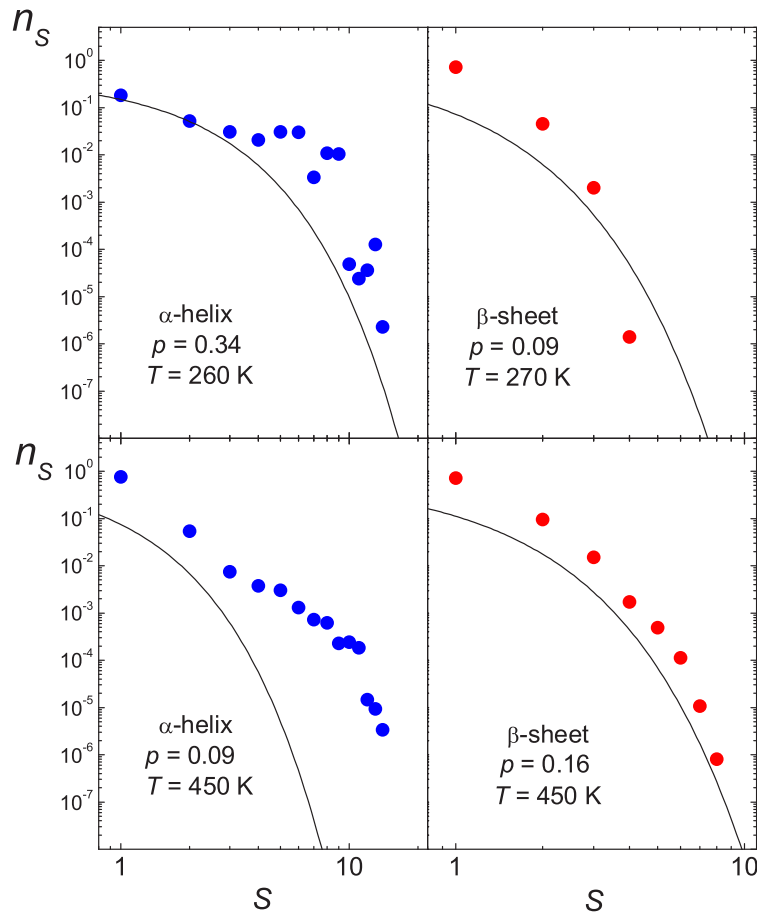 n_S
10^0
10^-1
10^-2
10^-3
10^-4
10^-5
10^-6
10^-7
α-helix
p = 0.34
T = 260 K
β-sheet
p = 0.09
T = 270 K
n_S
10^0
10^-1
10^-2
10^-3
10^-4
10^-5
10^-6
10^-7
α-helix
p = 0.09
T = 450 K
β-sheet
p = 0.16
T = 450 K
1 10 1 10
S S